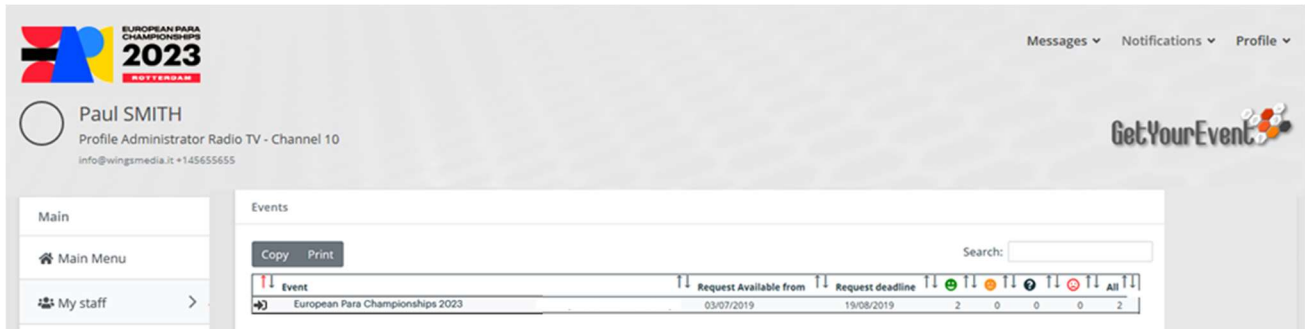 EUROPEAN PARA
CHAMPIONSHIPS
2023
ROTTERDAM
Messages Notifications Profile
Paul SMITH
Profile Administrator Radio TV - Channel 10
info@wingsmedia.it +145655655
GetYourEvent
Main
Events
Main Menu
Copy Print
Search:
My staff
Event Request Available from Request deadline All
European Para Championships 2023 03/07/2019 19/08/2019 2 0 0 0 2